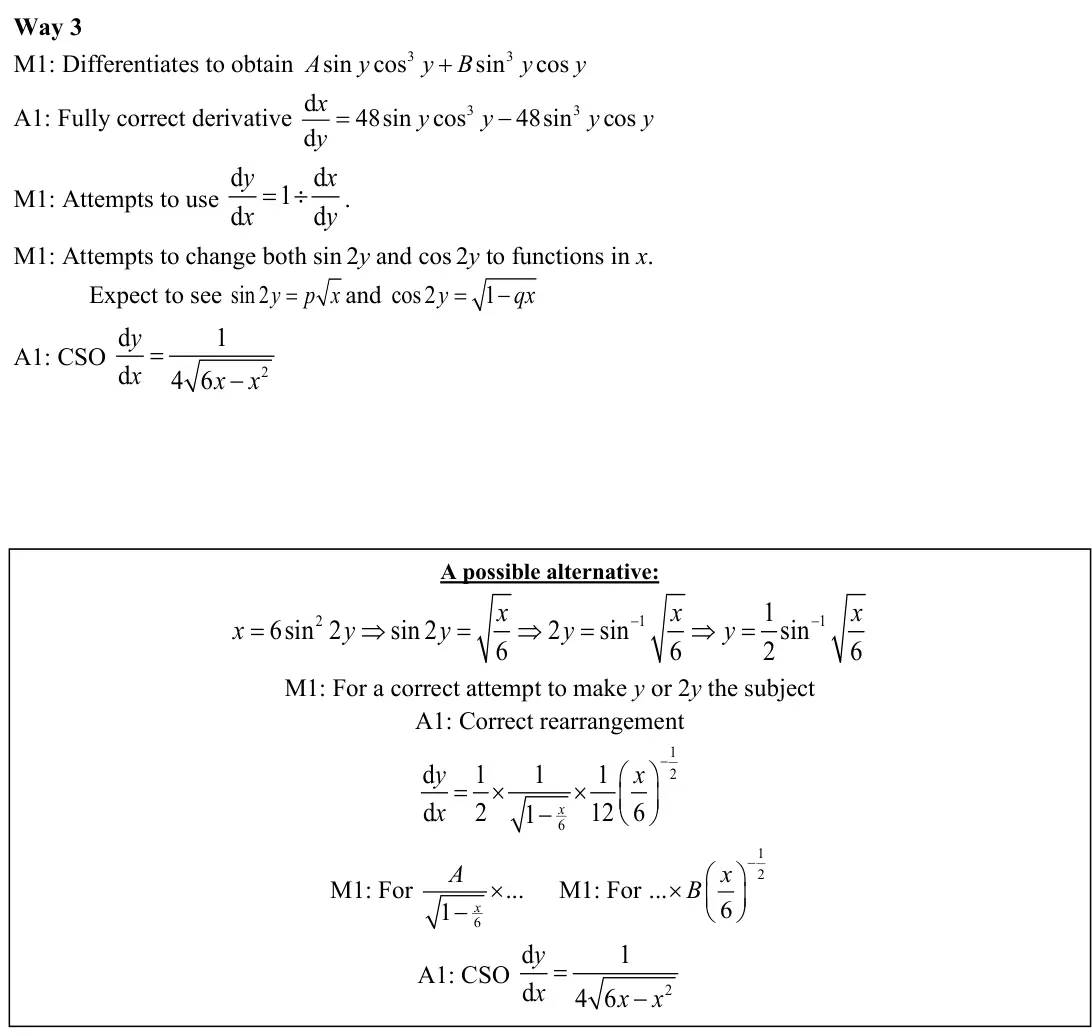 Way 3
M1: Differentiates to obtain A sin y cos³ y + B sin³ y cos y
A1: Fully correct derivative dx/dy = 48 sin y cos³ y − 48 sin³ y cos y
M1: Attempts to use dy/dx = 1 ÷ dx/dy .
M1: Attempts to change both sin 2y and cos 2y to functions in x.
Expect to see sin 2y = p√x and cos 2y = √(1 − qx)
A1: CSO dy/dx = 1/(4√(6x − x²))
A possible alternative:
x = 6 sin² 2y ⇒ sin 2y = √(x/6) ⇒ 2y = sin⁻¹ √(x/6) ⇒ y = 1/2 sin⁻¹ √(x/6)
M1: For a correct attempt to make y or 2y the subject
A1: Correct rearrangement
dy/dx = 1/2 × 1/√(1 − x/6) × 1/12 (x/6)^(−1/2)
M1: For A/√(1 − x/6) ×... M1: For ...× B(x/6)^(−1/2)
A1: CSO dy/dx = 1/(4√(6x − x²))